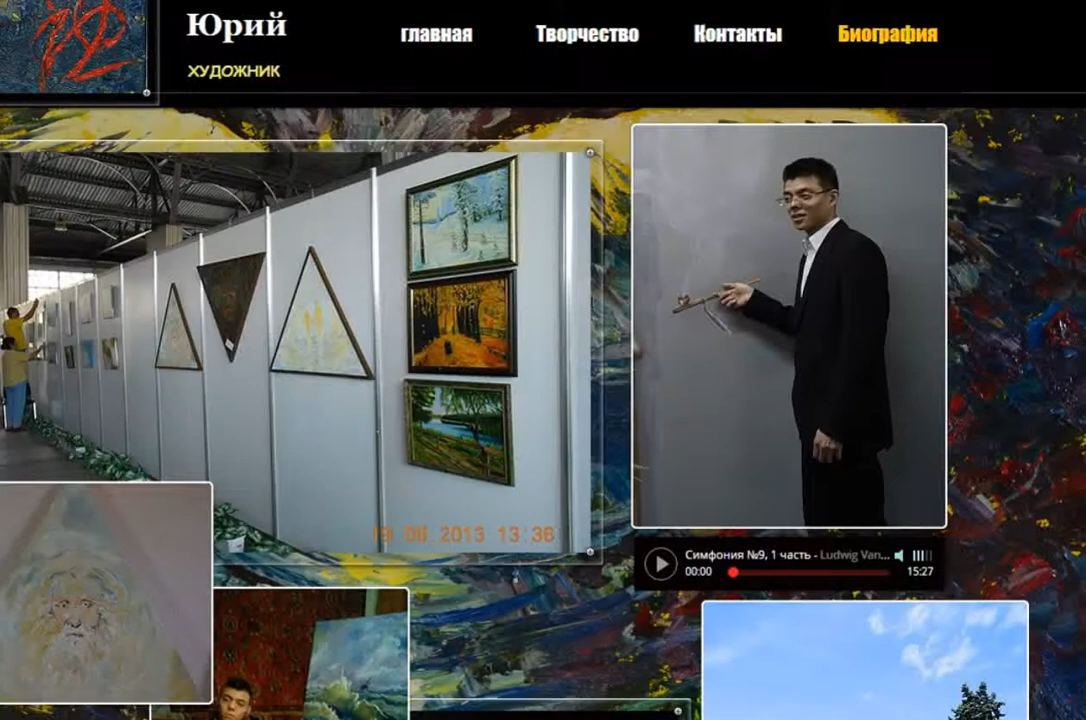 Юрий
ХУДОЖНИК
главная
Творчество
Контакты
Биография
19 08 2013 13:36
Симфония №9, 1 часть - Ludwig Van...
00:00
15:27